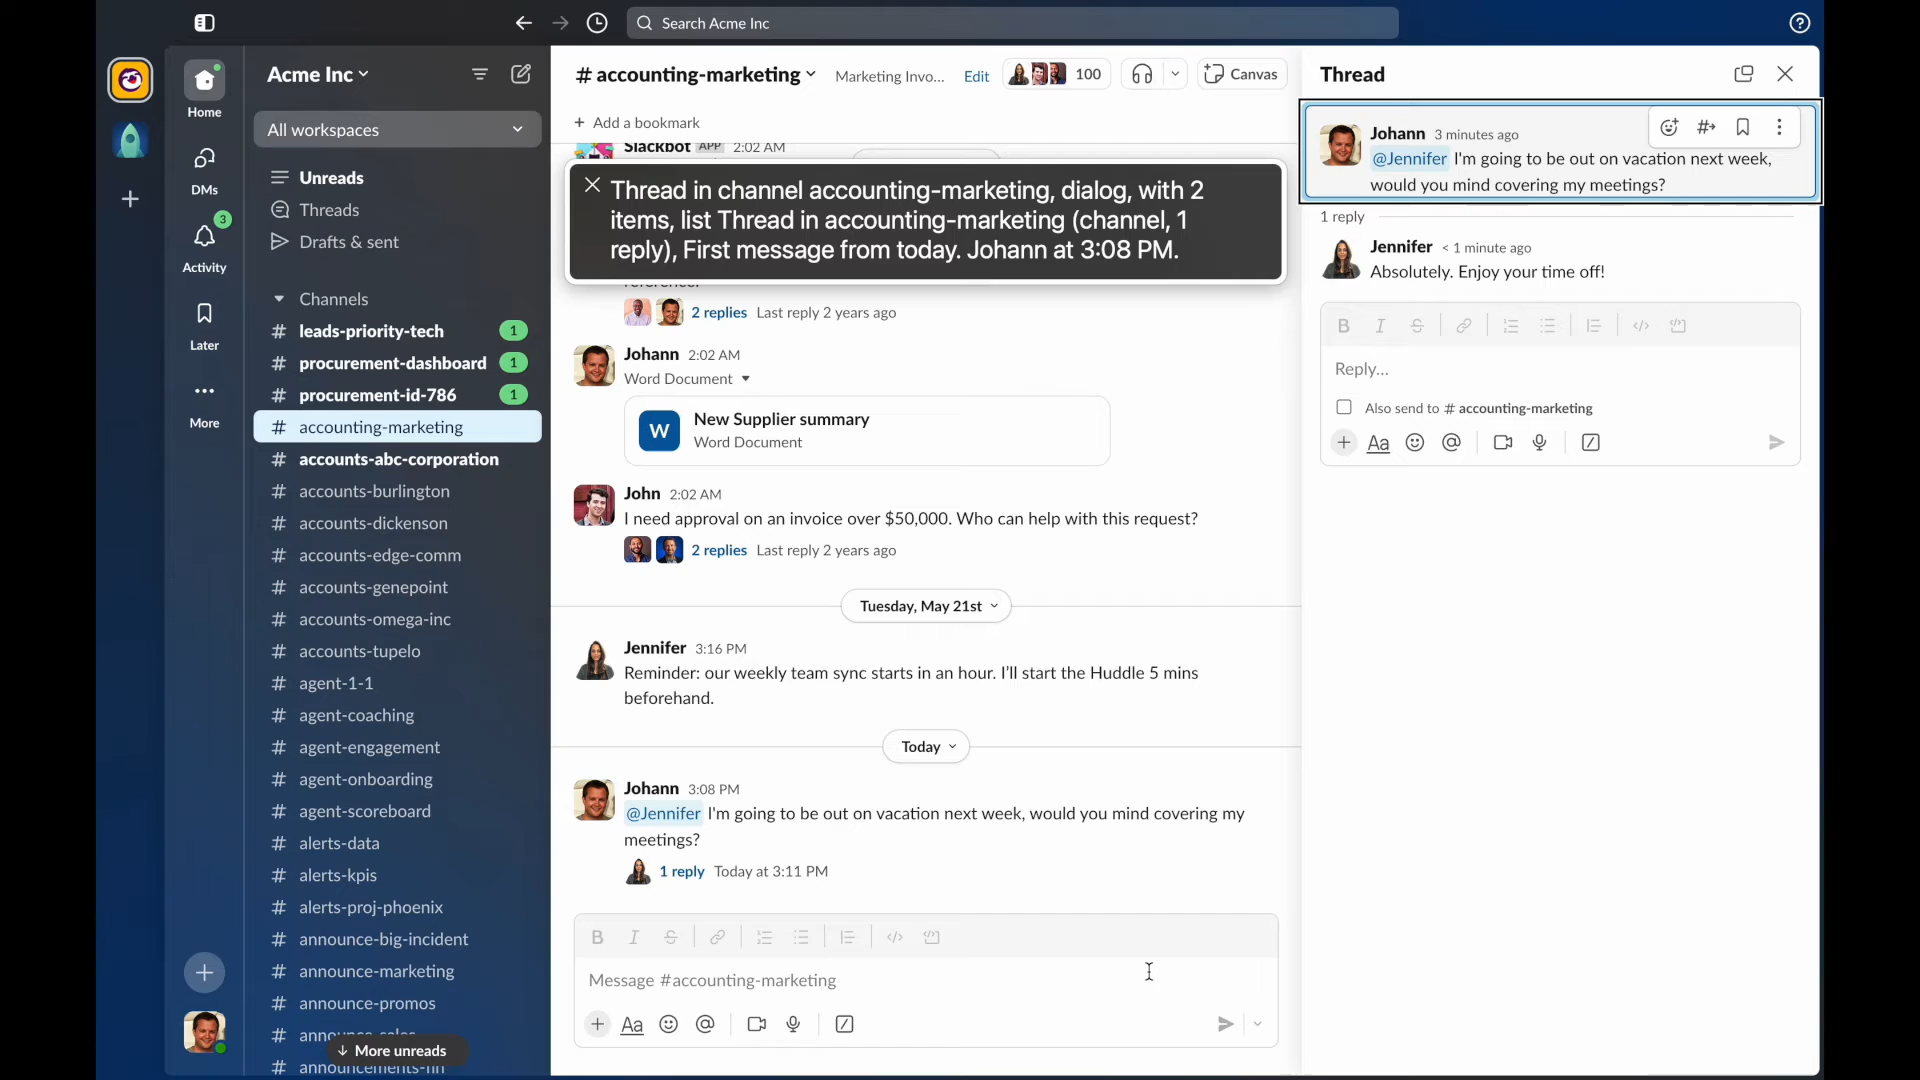 Search Acme Inc
Home
DMs
3
Activity
Later
More
Acme Inc
All workspaces
Unreads
Threads
Drafts & sent
Channels
# leads-priority-tech 1
# procurement-dashboard 1
# procurement-id-786 1
# accounting-marketing
# accounts-abc-corporation
# accounts-burlington
# accounts-dickenson
# accounts-edge-comm
# accounts-genepoint
# accounts-omega-inc
# accounts-tupelo
# agent-1-1
# agent-coaching
# agent-engagement
# agent-onboarding
# agent-scoreboard
# alerts-data
# alerts-kpis
# alerts-proj-phoenix
# announce-big-incident
# announce-marketing
# announce-promos
# announce-sales
↓ More unreads
# announcements-hh
# accounting-marketing Marketing Invo... Edit 100 Canvas
+ Add a bookmark
Slackbot APP 2:02 AM
Thread in channel accounting-marketing, dialog, with 2
items, list Thread in accounting-marketing (channel, 1
reply), First message from today. Johann at 3:08 PM.
reference.
2 replies Last reply 2 years ago
Johann 2:02 AM
Word Document
W New Supplier summary
Word Document
John 2:02 AM
I need approval on an invoice over $50,000. Who can help with this request?
2 replies Last reply 2 years ago
Tuesday, May 21st
Jennifer 3:16 PM
Reminder: our weekly team sync starts in an hour. I'll start the Huddle 5 mins
beforehand.
Today
Johann 3:08 PM
@Jennifer I'm going to be out on vacation next week, would you mind covering my
meetings?
1 reply Today at 3:11 PM
B I S
Message #accounting-marketing
+ Aa @
Thread
Johann 3 minutes ago
@Jennifer I'm going to be out on vacation next week,
would you mind covering my meetings?
1 reply
Jennifer < 1 minute ago
Absolutely. Enjoy your time off!
B I S
Reply...
Also send to # accounting-marketing
+ Aa @